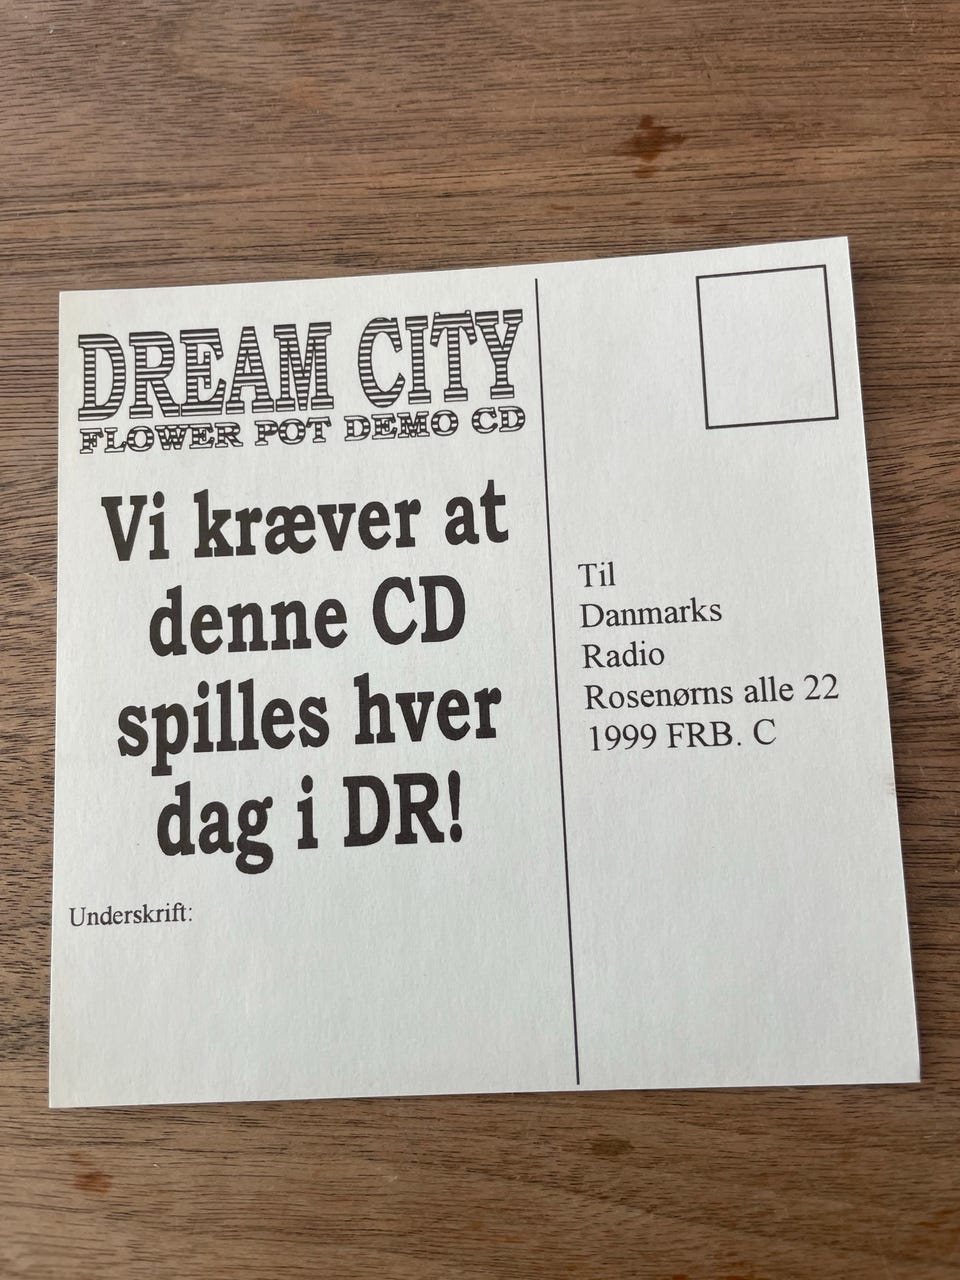 DREAM CITY
FLOWER POT DEMO CD
Vi kræver at
denne CD
spilles hver
dag i DR!
Underskrift:
Til
Danmarks
Radio
Rosenørns alle 22
1999 FRB. C